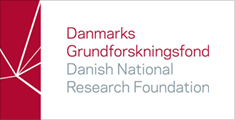 Danmarks
Grundforskningsfond
Danish National
Research Foundation